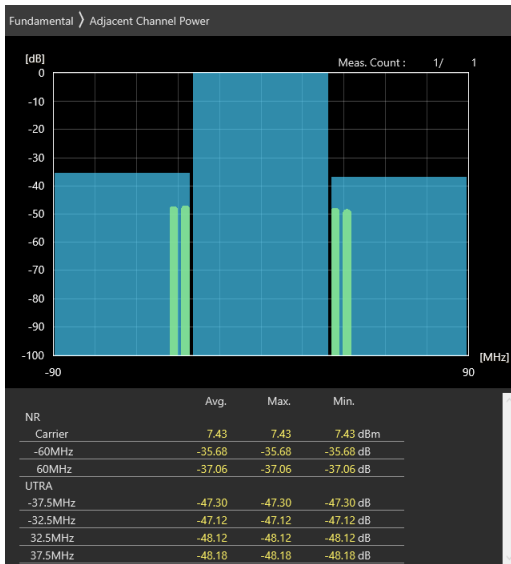 Fundamental 》 Adjacent Channel Power
[dB]
Meas. Count : 1/ 1
0
-10
-20
-30
-40
-50
-60
-70
-80
-90
-100
[MHz]
-90 90
Avg. Max. Min.
NR
Carrier 7.43 7.43 7.43 dBm
-60MHz -35.68 -35.68 -35.68 dB
60MHz -37.06 -37.06 -37.06 dB
UTRA
-37.5MHz -47.30 -47.30 -47.30 dB
-32.5MHz -47.12 -47.12 -47.12 dB
32.5MHz -48.12 -48.12 -48.12 dB
37.5MHz -48.18 -48.18 -48.18 dB